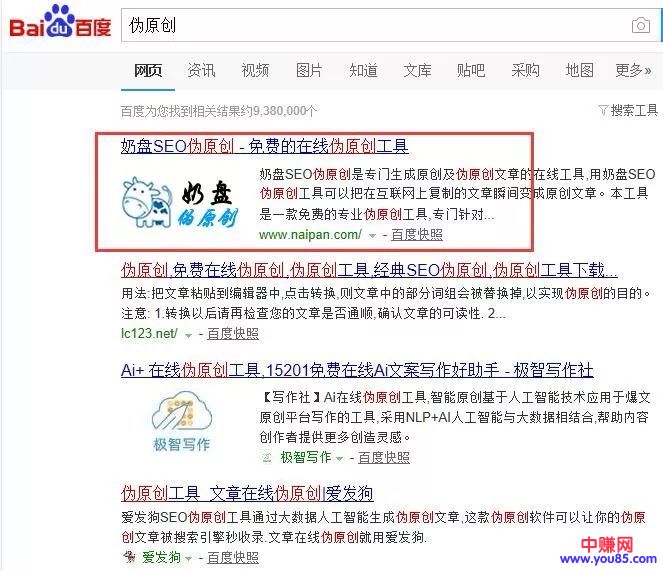 Bai du 百度 伪原创
网页 资讯 视频 图片 知道 文库 贴吧 采购 地图 更多»
百度为您找到相关结果约9,380,000个 搜索工具
奶盘SEO伪原创 - 免费的在线伪原创工具
奶盘
伪原创
奶盘SEO伪原创是专门生成原创及伪原创文章的在线工具,用奶盘SEO
伪原创工具可以把在互联网上复制的文章瞬间变成原创文章。本工具
是一款免费的专业伪原创工具,专门针对...
www.naipan.com/ - 百度快照
伪原创,免费在线伪原创,伪原创工具,经典SEO伪原创,伪原创工具下载...
用法:把文章粘贴到编辑器中,点击转换,则文章中的部分词组会被替换掉,以实现伪原创的目的。
注意: 1.转换以后请再检查您的文章是否通顺,确认文章的可读性. 2...
lc123.net/ - 百度快照
Ai+ 在线伪原创工具,15201免费在线Ai文案写作好助手 - 极智写作社
极智写作
【写作社】Ai在线伪原创工具,智能原创基于人工智能技术应用于爆文
原创平台写作的工具,采用NLP+AI人工智能与大数据相结合,帮助内容
创作者提供更多创造灵感。
极智写作 - 百度快照
伪原创工具_文章在线伪原创|爱发狗
爱发狗SEO伪原创工具通过大数据人工智能生成伪原创文章,这款伪原创软件可以让你的伪原
创文章被搜索引擎秒收录.文章在线伪原创就用爱发狗.
爱发狗 - 百度快照
中赚网
www.you85.com